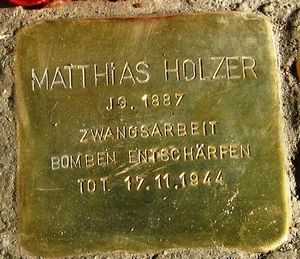 MATTHIAS HOLZER
JG. 1887
ZWANGSARBEIT
BOMBEN ENTSCHÄRFEN
TOT 17.11.1944